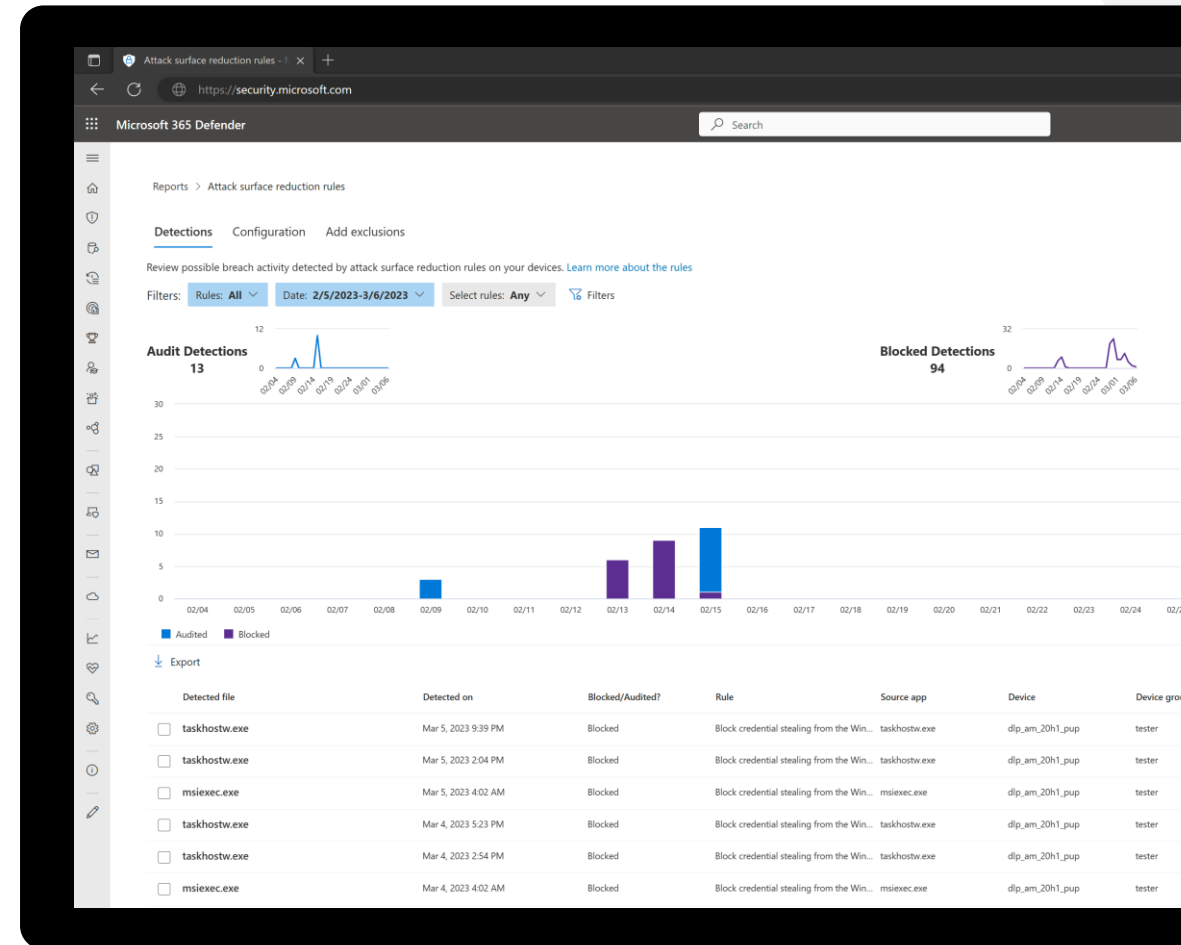 Attack surface reduction rules -
https://security.microsoft.com
Microsoft 365 Defender
Search
Reports > Attack surface reduction rules
Detections Configuration Add exclusions
Review possible breach activity detected by attack surface reduction rules on your devices. Learn more about the rules
Filters: Rules: All Date: 2/5/2023-3/6/2023 Select rules: Any Filters
Audit Detections
13
12
0
02/04 02/09 02/14 02/19 02/24 03/01 03/06
Blocked Detections
94
32
0
02/04 02/09 02/14 02/19 02/24 03/01 03/06
30
25
20
15
10
5
0
02/04 02/05 02/06 02/07 02/08 02/09 02/10 02/11 02/12 02/13 02/14 02/15 02/16 02/17 02/18 02/19 02/20 02/21 02/22 02/23 02/24 02/2
Audited Blocked
Export
Detected file Detected on Blocked/Audited? Rule Source app Device Device gro
taskhostw.exe Mar 5, 2023 9:39 PM Blocked Block credential stealing from the Win... taskhostw.exe dlp_am_20h1_pup tester
taskhostw.exe Mar 5, 2023 2:04 PM Blocked Block credential stealing from the Win... taskhostw.exe dlp_am_20h1_pup tester
msiexec.exe Mar 5, 2023 4:02 AM Blocked Block credential stealing from the Win... msiexec.exe dlp_am_20h1_pup tester
taskhostw.exe Mar 4, 2023 5:23 PM Blocked Block credential stealing from the Win... taskhostw.exe dlp_am_20h1_pup tester
taskhostw.exe Mar 4, 2023 2:54 PM Blocked Block credential stealing from the Win... taskhostw.exe dlp_am_20h1_pup tester
msiexec.exe Mar 4, 2023 4:02 AM Blocked Block credential stealing from the Win... msiexec.exe dlp_am_20h1_pup tester